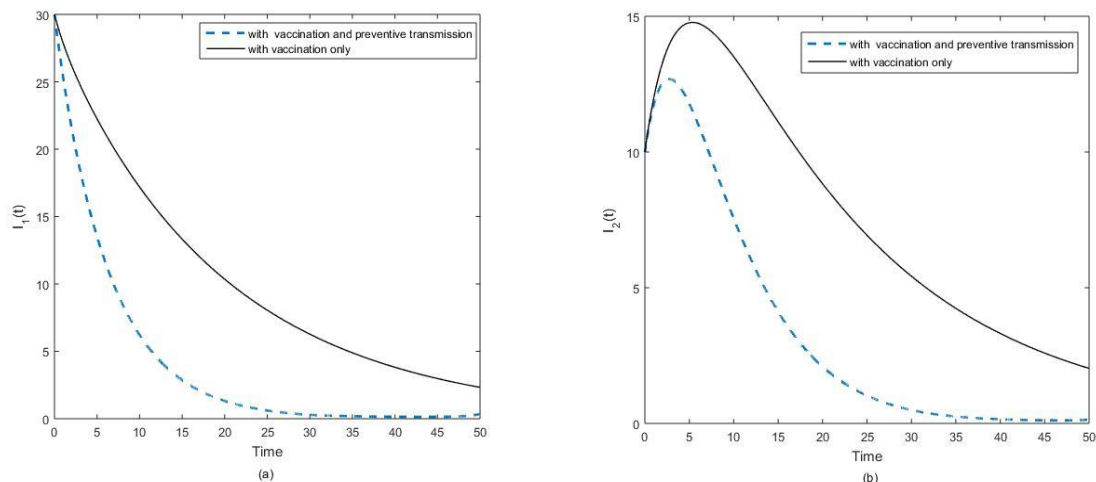 30
25
20
15
10
5
0
I₁(t)
with vaccination and preventive transmission
with vaccination only
0 5 10 15 20 25 30 35 40 45 50
Time
(a)
15
10
5
0
I₂(t)
with vaccination and preventive transmission
with vaccination only
0 5 10 15 20 25 30 35 40 45 50
Time
(b)